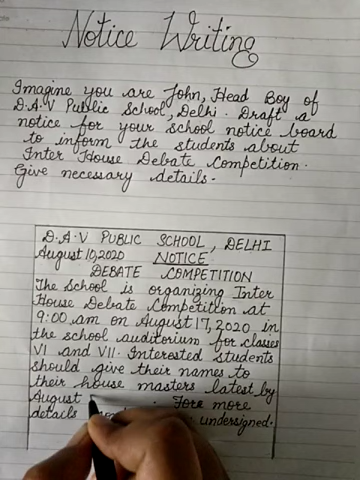 Notice Writing
Imagine you are John, Head Boy of
D.A.V Public School, Delhi. Draft a
notice for your school notice board
to inform the students about
Inter House Debate Competition.
Give necessary details.
D.A.V PUBLIC SCHOOL, DELHI
August 10, 2020 NOTICE
DEBATE COMPETITION
The School is organizing Inter
House Debate Competition at
9:00 am on August 17, 2020 in
the school auditorium for classes
VI and VII. Interested students
should give their names to
their house masters latest by
August Fore more
details undersigned.